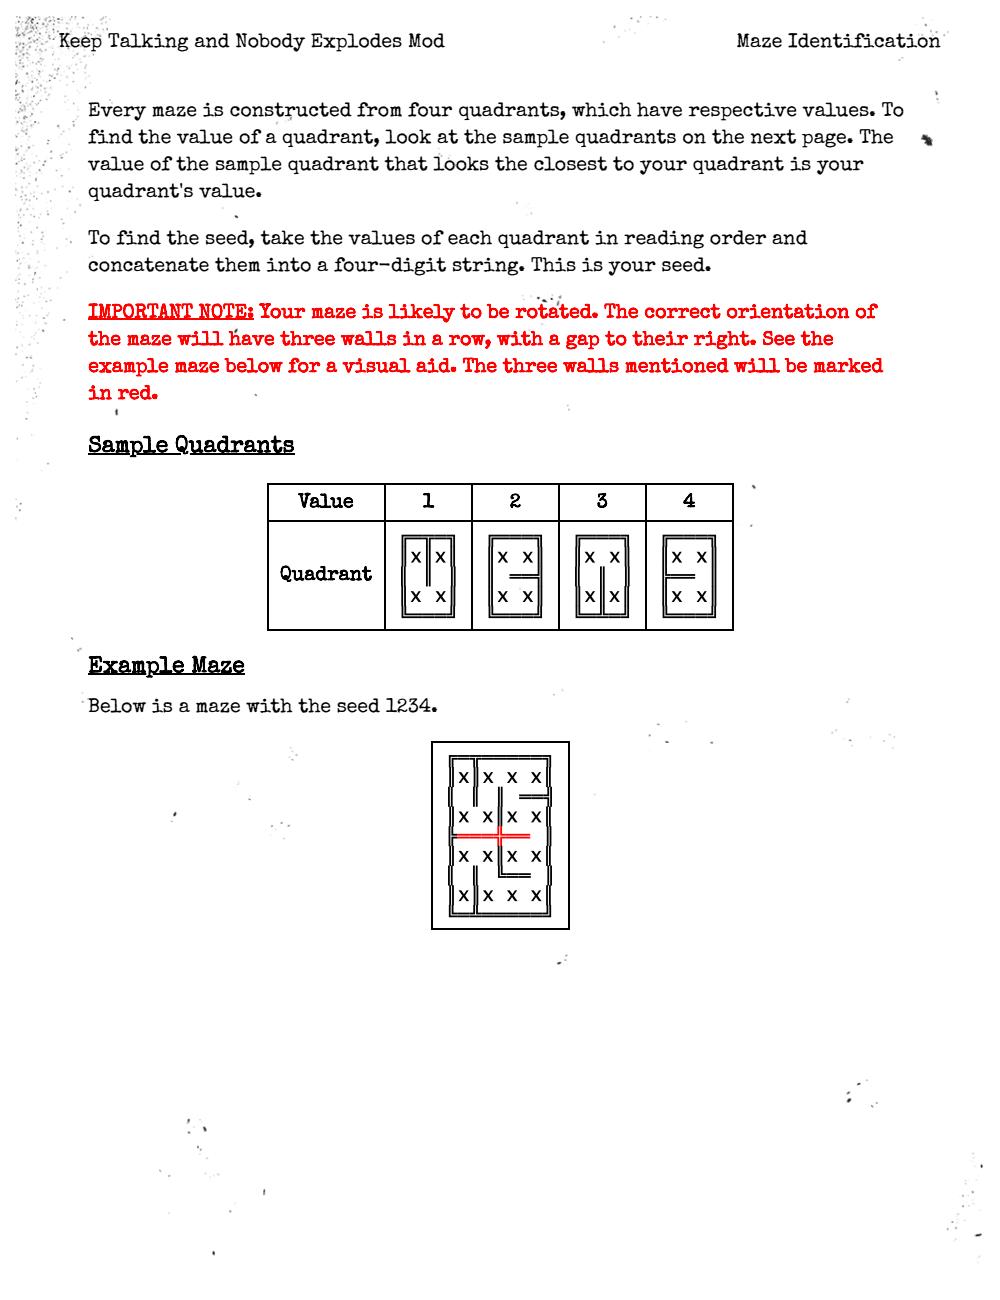 Keep Talking and Nobody Explodes Mod Maze Identification
Every maze is constructed from four quadrants, which have respective values. To
find the value of a quadrant, look at the sample quadrants on the next page. The
value of the sample quadrant that looks the closest to your quadrant is your
quadrant's value.
To find the seed, take the values of each quadrant in reading order and
concatenate them into a four-digit string. This is your seed.
IMPORTANT NOTE: Your maze is likely to be rotated. The correct orientation of
the maze will have three walls in a row, with a gap to their right. See the
example maze below for a visual aid. The three walls mentioned will be marked
in red.
Sample Quadrants
Value 1 2 3 4
x x x x x x x x
Quadrant
x x x x x x x x
Example Maze
Below is a maze with the seed 1234.
x x x x
x x x x
x x x x
x x x x